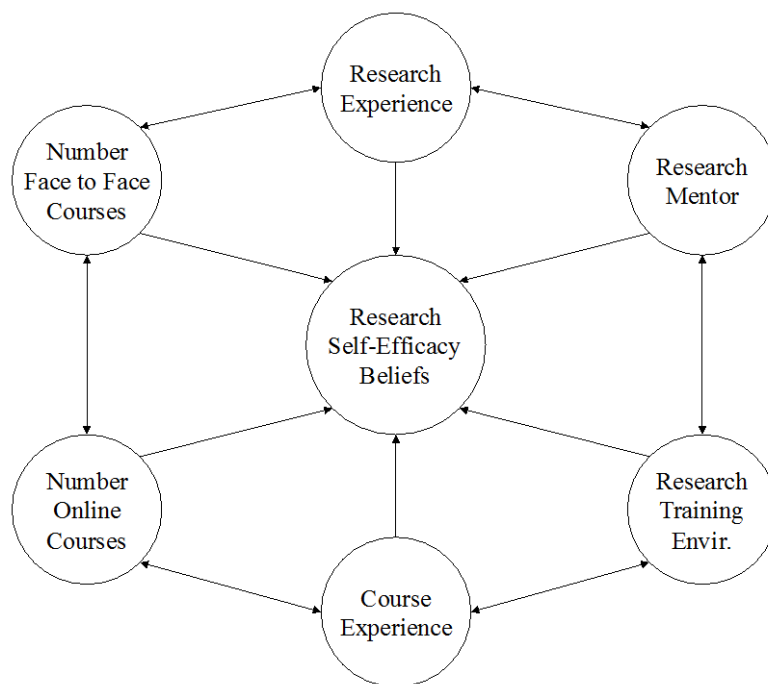 Research
Experience
Number
Face to Face
Courses
Research
Mentor
Research
Self-Efficacy
Beliefs
Number
Online
Courses
Research
Training
Envir.
Course
Experience